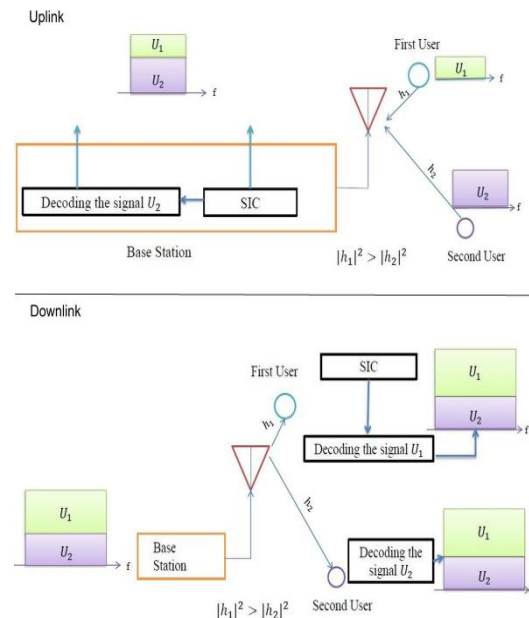 Uplink
U₁
U₂
f
First User
U₁
f
h₁
h₂
U₂
f
Decoding the signal U₂
SIC
Base Station
|h₁|² > |h₂|²
Second User
Downlink
First User
SIC
U₁
U₂
f
h₁
Decoding the signal U₁
h₂
U₁
U₂
f
Base
Station
Decoding the
signal U₂
U₁
U₂
|h₁|² > |h₂|²
Second User